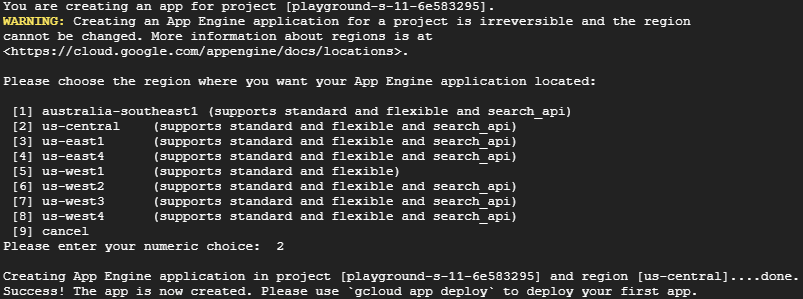 You are creating an app for project [playground-s-11-6e583295].
WARNING: Creating an App Engine application for a project is irreversible and the region
cannot be changed. More information about regions is at
<https://cloud.google.com/appengine/docs/locations>.
Please choose the region where you want your App Engine application located:
[1] australia-southeast1 (supports standard and flexible and search_api)
[2] us-central    (supports standard and flexible and search_api)
[3] us-east1      (supports standard and flexible and search_api)
[4] us-east4      (supports standard and flexible and search_api)
[5] us-west1      (supports standard and flexible)
[6] us-west2      (supports standard and flexible and search_api)
[7] us-west3      (supports standard and flexible and search_api)
[8] us-west4      (supports standard and flexible and search_api)
[9] cancel
Please enter your numeric choice:  2
Creating App Engine application in project [playground-s-11-6e583295] and region [us-central]....done.
Success! The app is now created. Please use `gcloud app deploy` to deploy your first app.